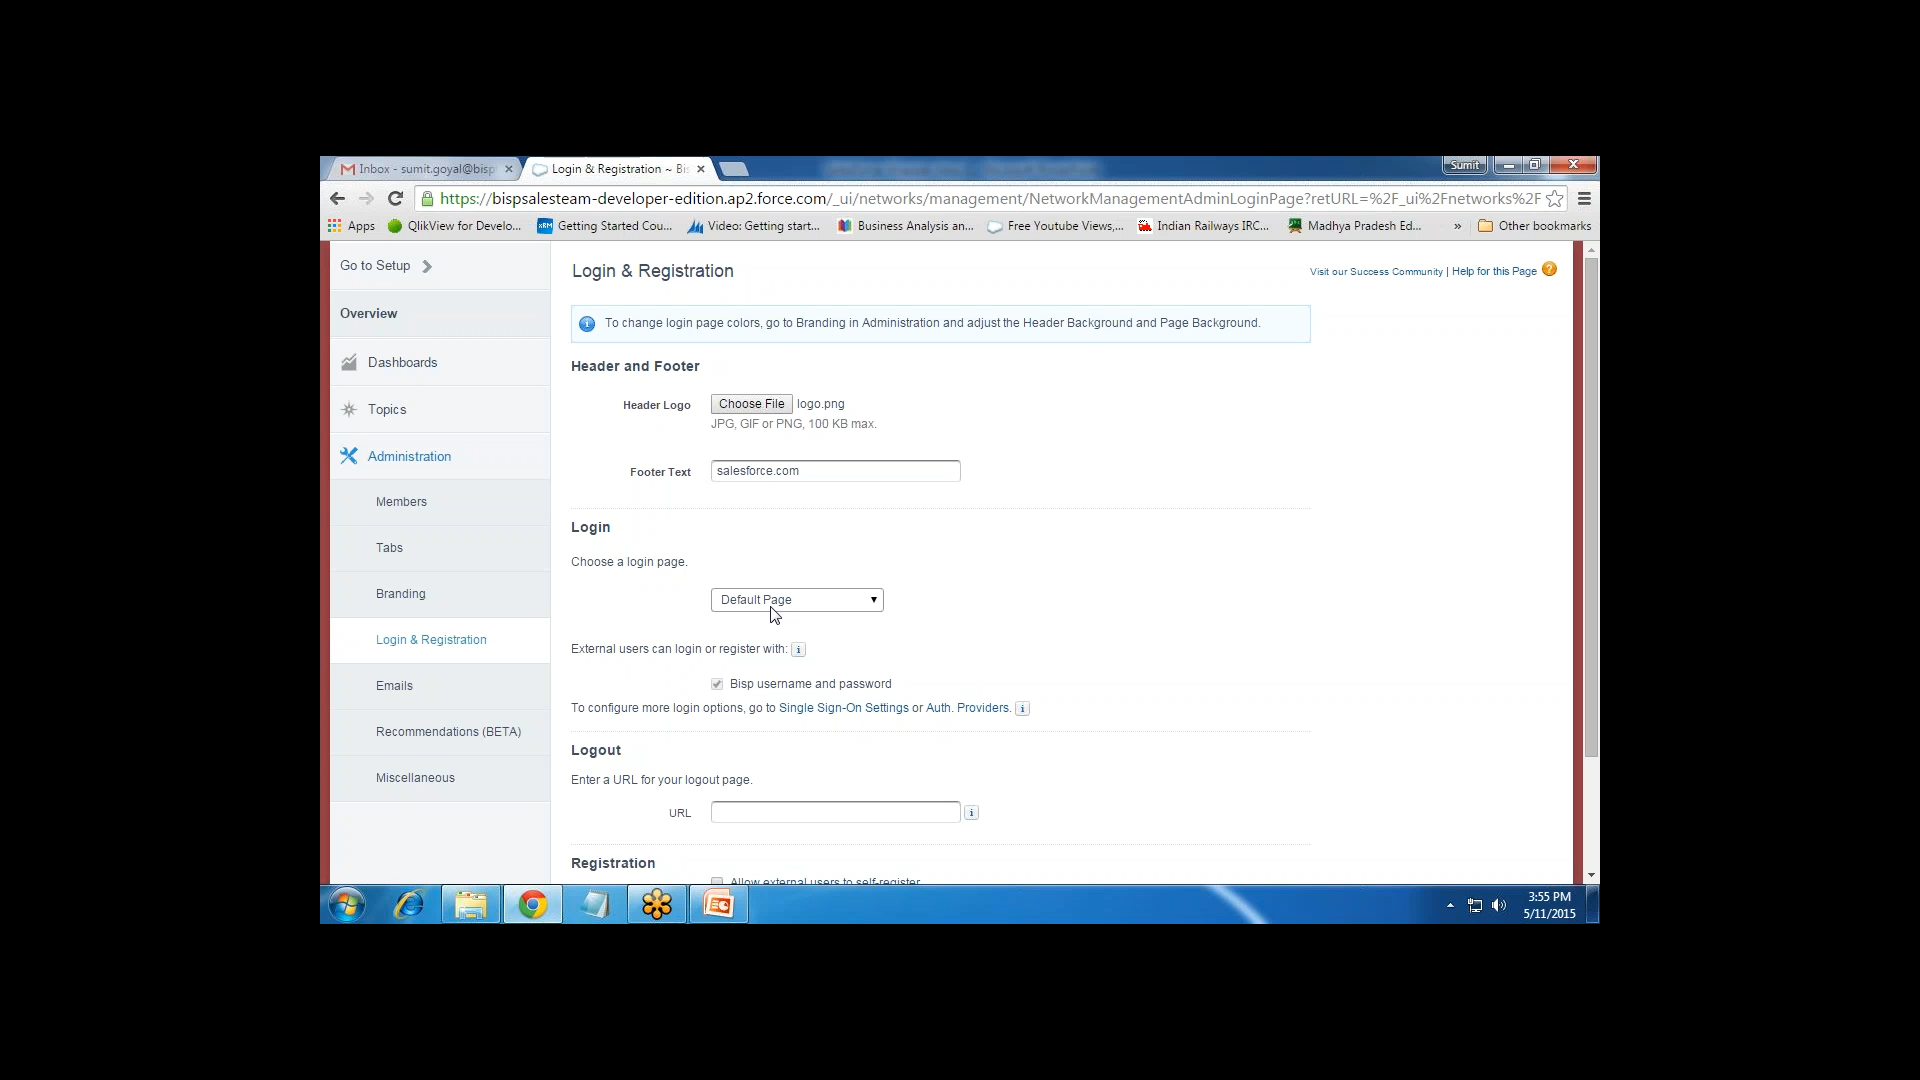 Inbox - sumit.goyal@bisp
Login & Registration ~ Bi
Sumit
https://bispsalesteam-developer-edition.ap2.force.com/_ui/networks/management/NetworkManagementAdminLoginPage?retURL=%2F_ui%2Fnetworks%2F
Apps
QlikView for Develo...
Getting Started Cou...
Video: Getting start...
Business Analysis an...
Free Youtube Views,...
Indian Railways IRC...
Madhya Pradesh Ed...
»
Other bookmarks
Go to Setup
Overview
Dashboards
Topics
Administration
Members
Tabs
Branding
Login & Registration
Emails
Recommendations (BETA)
Miscellaneous
Login & Registration
Visit our Success Community | Help for this Page
To change login page colors, go to Branding in Administration and adjust the Header Background and Page Background.
Header and Footer
Header Logo Choose File logo.png
JPG, GIF or PNG, 100 KB max.
Footer Text salesforce.com
Login
Choose a login page.
Default Page
External users can login or register with:
Bisp username and password
To configure more login options, go to Single Sign-On Settings or Auth. Providers.
Logout
Enter a URL for your logout page.
URL
Registration
Allow external users to self-register
3:55 PM
5/11/2015